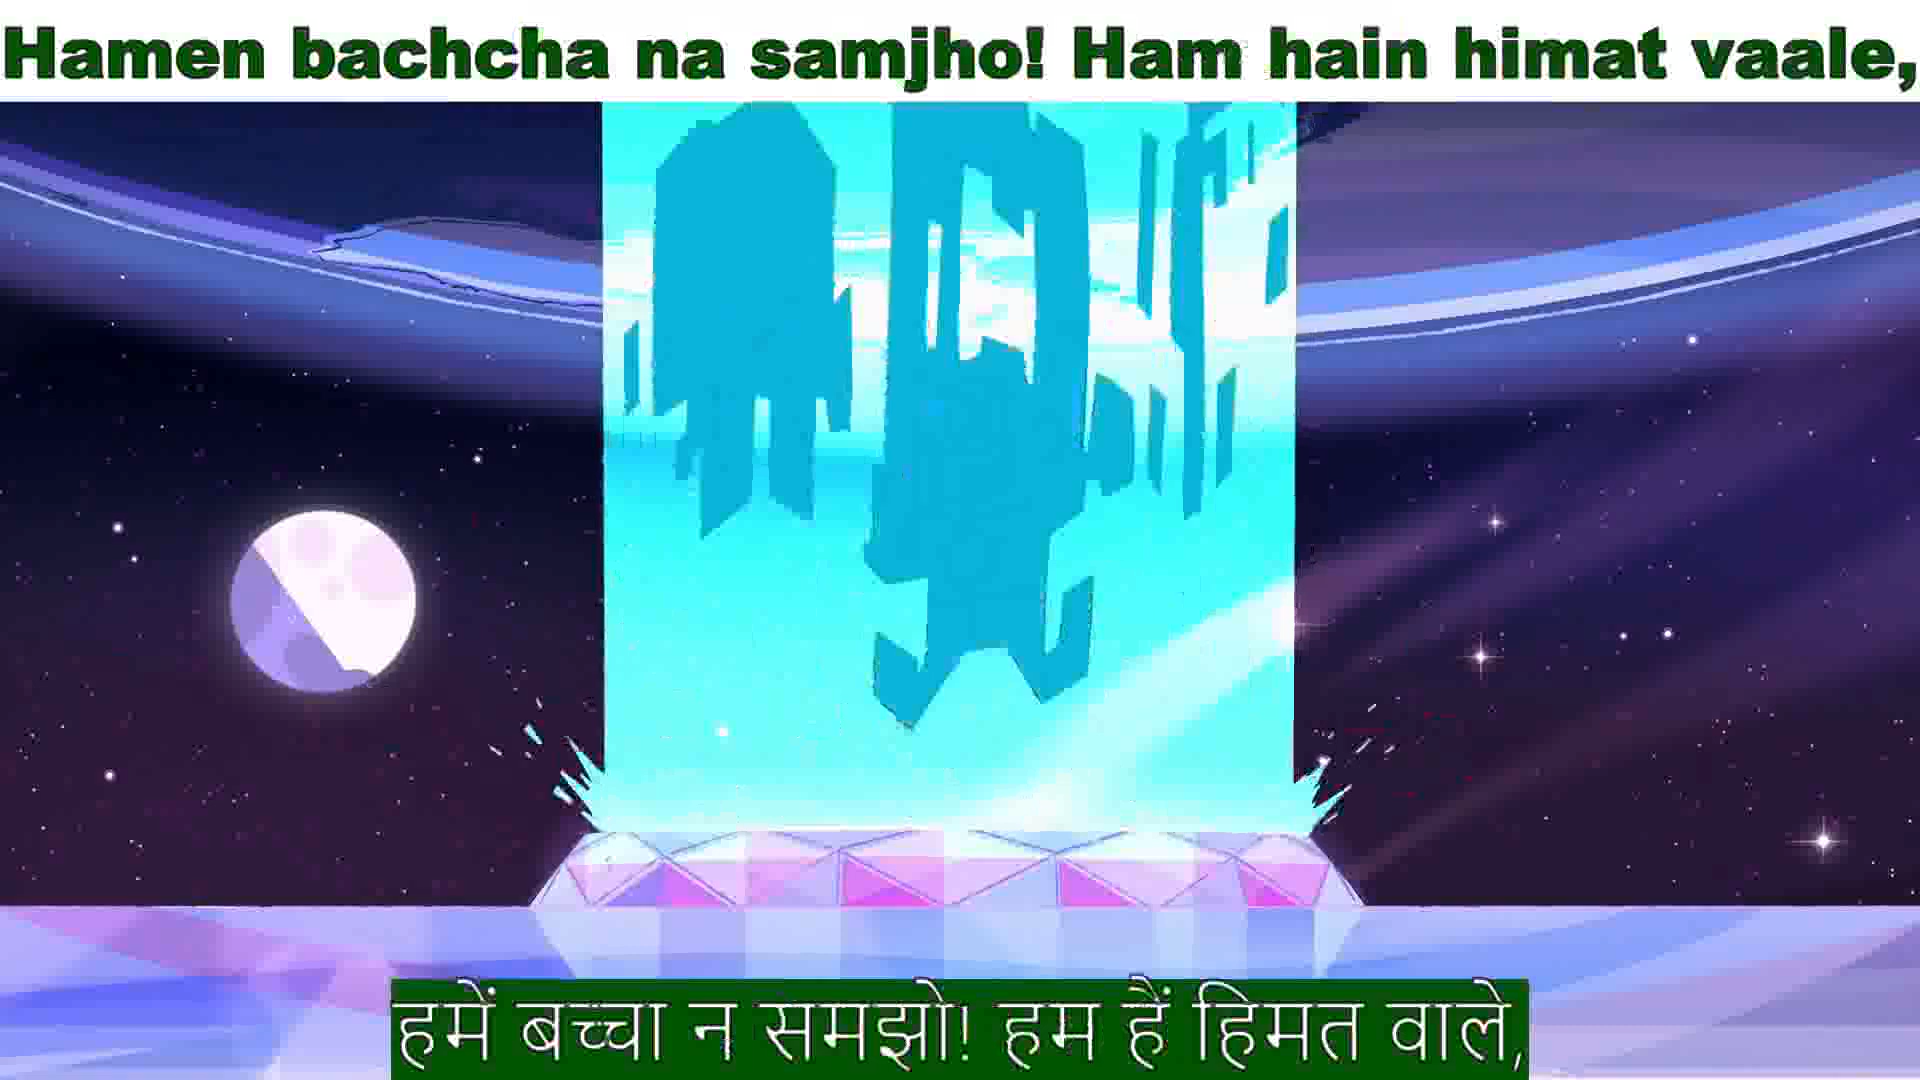 Hamen bachcha na samjho! Ham hain himat vaale,
हमें बच्चा न समझो! हम हैं हिमत वाले,